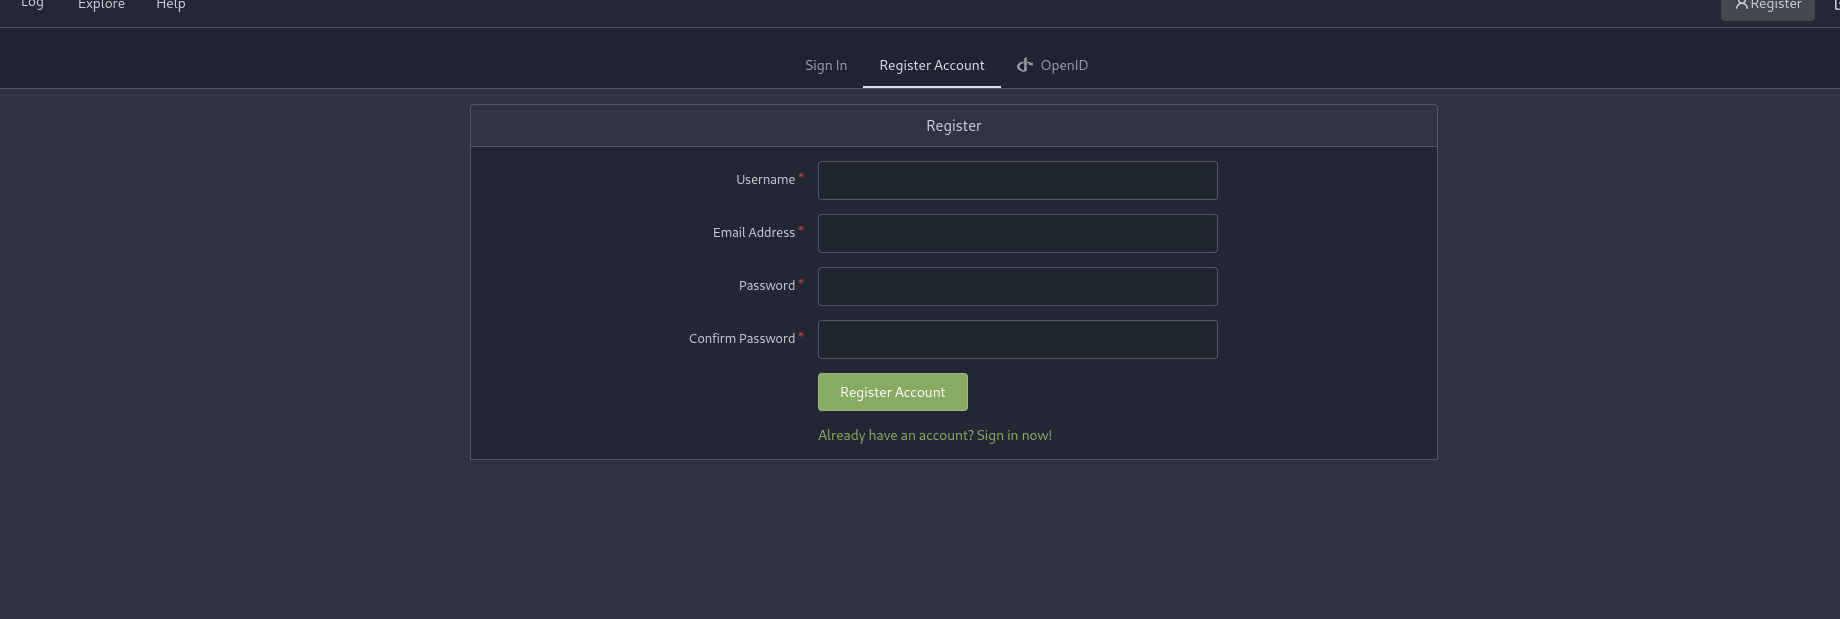 Log Explore Help Register
Sign In Register Account OpenID
Register
Username *
Email Address *
Password *
Confirm Password *
Register Account
Already have an account? Sign in now!